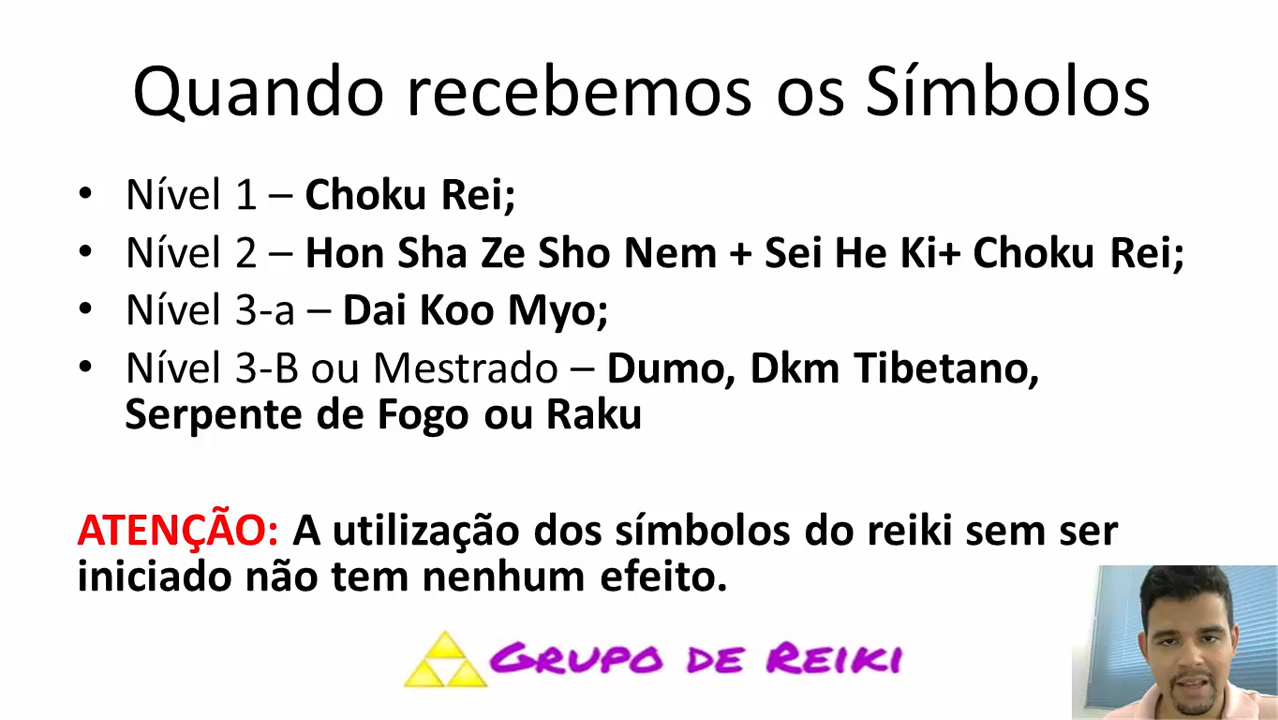 Quando recebemos os Símbolos
• Nível 1 – Choku Rei;
• Nível 2 – Hon Sha Ze Sho Nem + Sei He Ki+ Choku Rei;
• Nível 3-a – Dai Koo Myo;
• Nível 3-B ou Mestrado – Dumo, Dkm Tibetano,
Serpente de Fogo ou Raku
ATENÇÃO: A utilização dos símbolos do reiki sem ser
iniciado não tem nenhum efeito.
Grupo de Reiki